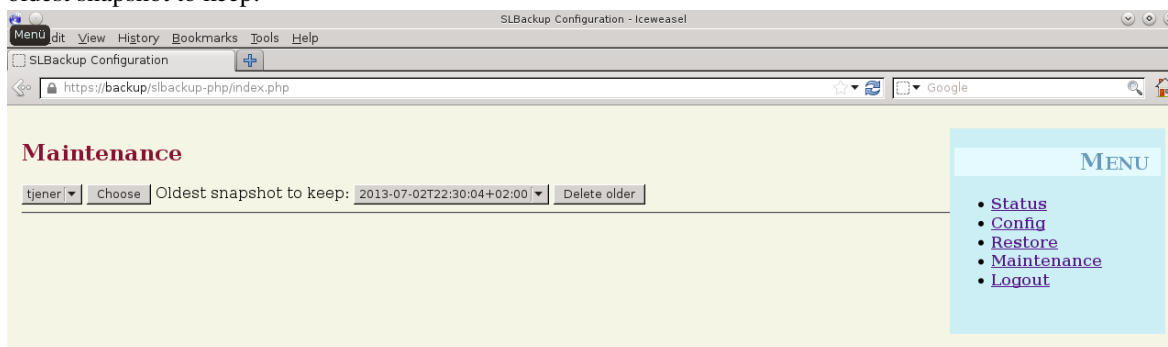 oldest snapshot to keep.
SLBackup Configuration - Iceweasel
Menü dit View History Bookmarks Tools Help
SLBackup Configuration
https://backup/slbackup-php/index.php Google
Maintenance
tjener Choose Oldest snapshot to keep: 2013-07-02T22:30:04+02:00 Delete older
MENU
• Status
• Config
• Restore
• Maintenance
• Logout